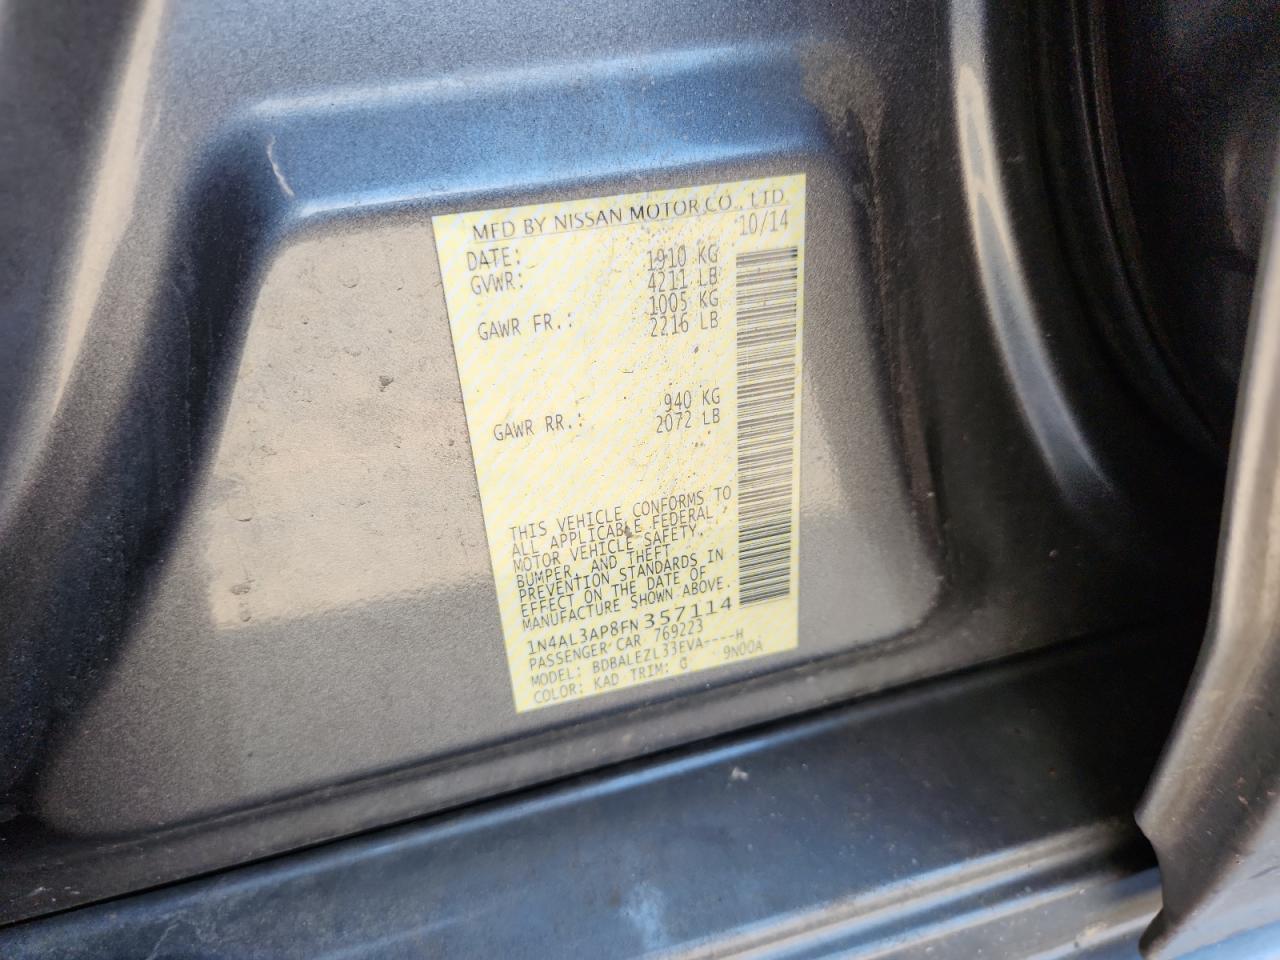 MFD BY NISSAN MOTOR CO., LTD.
DATE: 10/14
GVWR: 1910 KG
4211 LB
GAWR FR.: 1005 KG
2216 LB
GAWR RR.: 940 KG
2072 LB
THIS VEHICLE CONFORMS TO
ALL APPLICABLE FEDERAL
MOTOR VEHICLE SAFETY,
BUMPER, AND THEFT
PREVENTION STANDARDS IN
EFFECT ON THE DATE OF
MANUFACTURE SHOWN ABOVE.
1N4AL3AP8FN357114
PASSENGER CAR 769223
MODEL: BDBALEZL33EVA----H
COLOR: KAD TRIM: G 9N00A